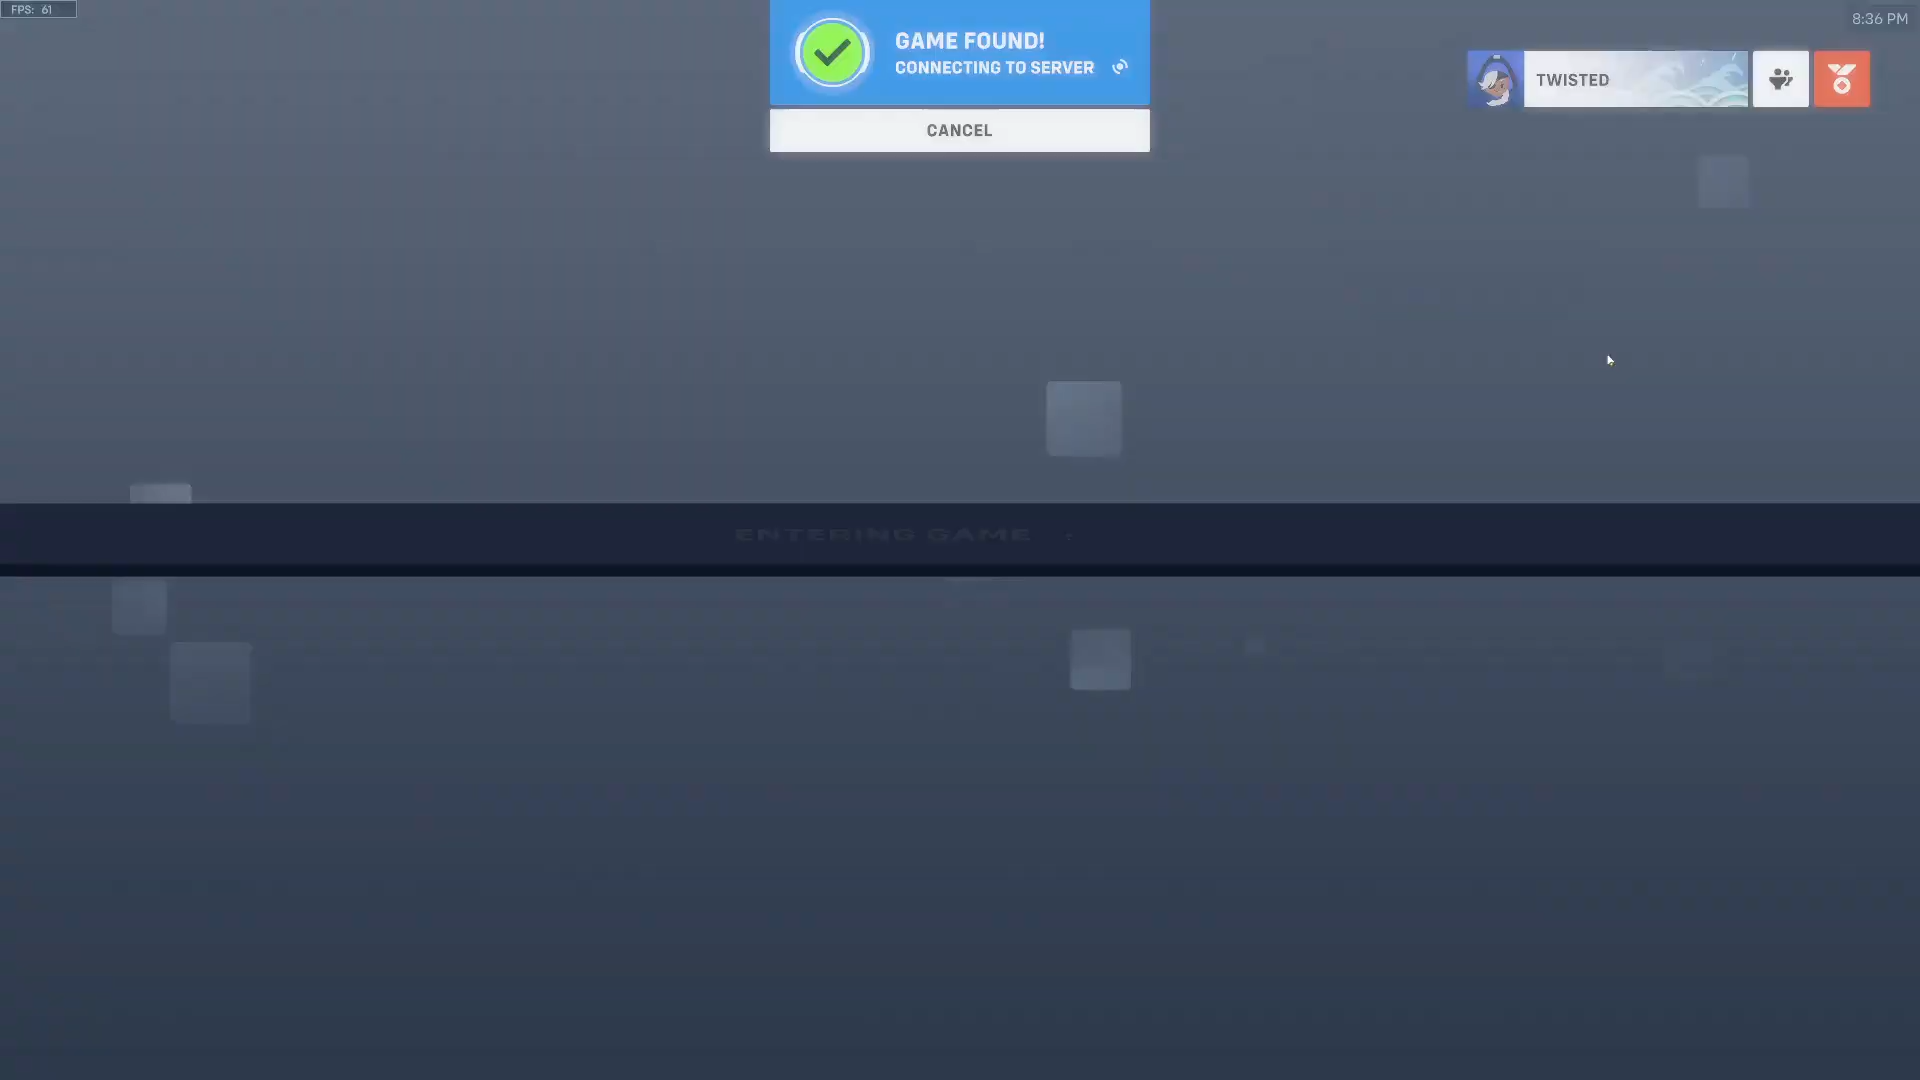 FPS: 61
8:36 PM
GAME FOUND!
CONNECTING TO SERVER
TWISTED
CANCEL
ENTERING GAME